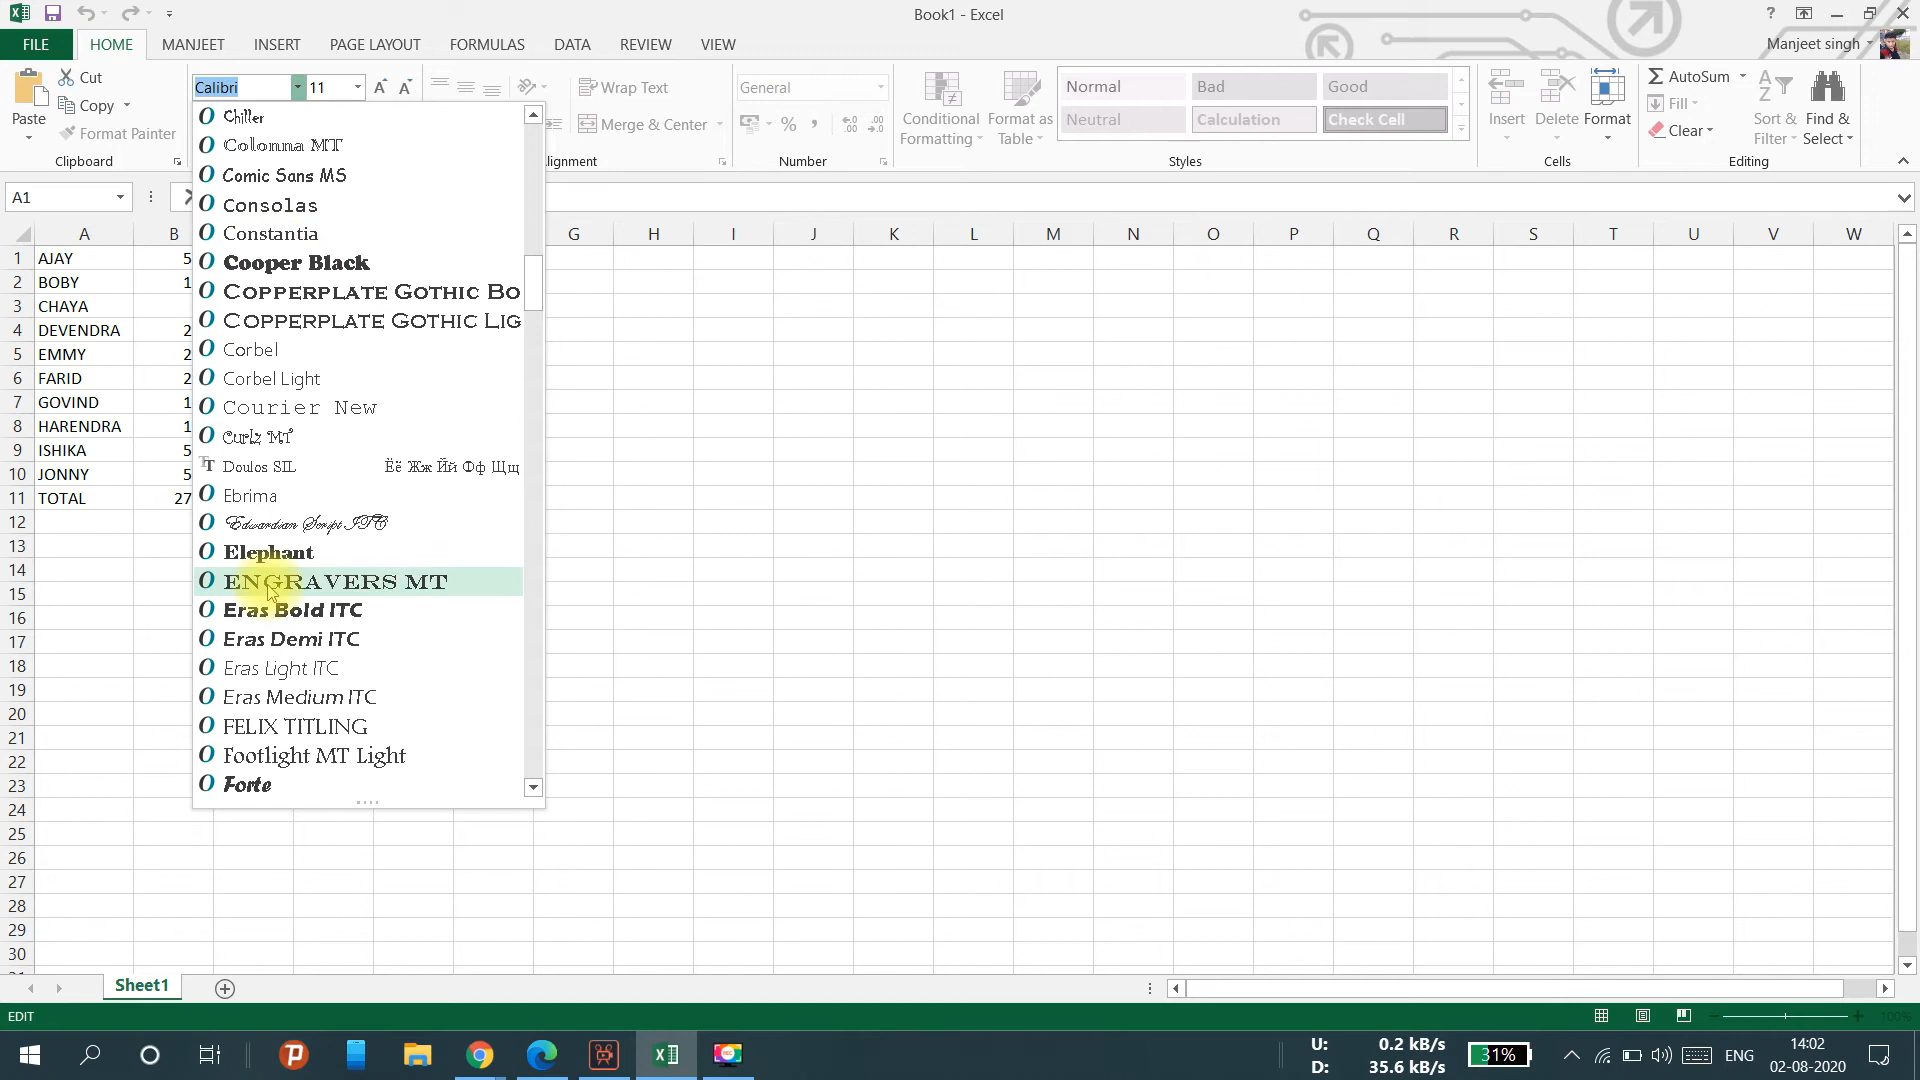 Book1 - Excel
?
FILE HOME MANJEET INSERT PAGE LAYOUT FORMULAS DATA REVIEW VIEW
Manjeet singh
Paste
Cut
Copy
Format Painter
Clipboard
Calibri 11
Wrap Text
Merge & Center
lignment
General
%
Number
Conditional Formatting
Format as Table
Normal Bad Good
Neutral Calculation Check Cell
Styles
Insert Delete Format
Cells
AutoSum
Fill
Clear
Sort & Filter
Find & Select
Editing
A1
Chiller
Colonna MT
Comic Sans MS
Consolas
Constantia
Cooper Black
Copperplate Gothic Bo
Copperplate Gothic Lig
Corbel
Corbel Light
Courier New
Curlz MT
Doulos SIL Ёё Жж Йй Фф Щщ
Ebrima
Edwardian Script ITC
Elephant
ENGRAVERS MT
Eras Bold ITC
Eras Demi ITC
Eras Light ITC
Eras Medium ITC
FELIX TITLING
Footlight MT Light
Forte
A B G H I J K L M N O P Q R S T U V W
1 AJAY 5
2 BOBY 1
3 CHAYA
4 DEVENDRA 2
5 EMMY 2
6 FARID 2
7 GOVIND 1
8 HARENDRA 1
9 ISHIKA 5
10 JONNY 5
11 TOTAL 27
12
13
14
15
16
17
18
19
20
21
22
23
24
25
26
27
28
29
30
Sheet1
EDIT
100%
U: 0.2 kB/s
D: 35.6 kB/s
31%
ENG
14:02
02-08-2020